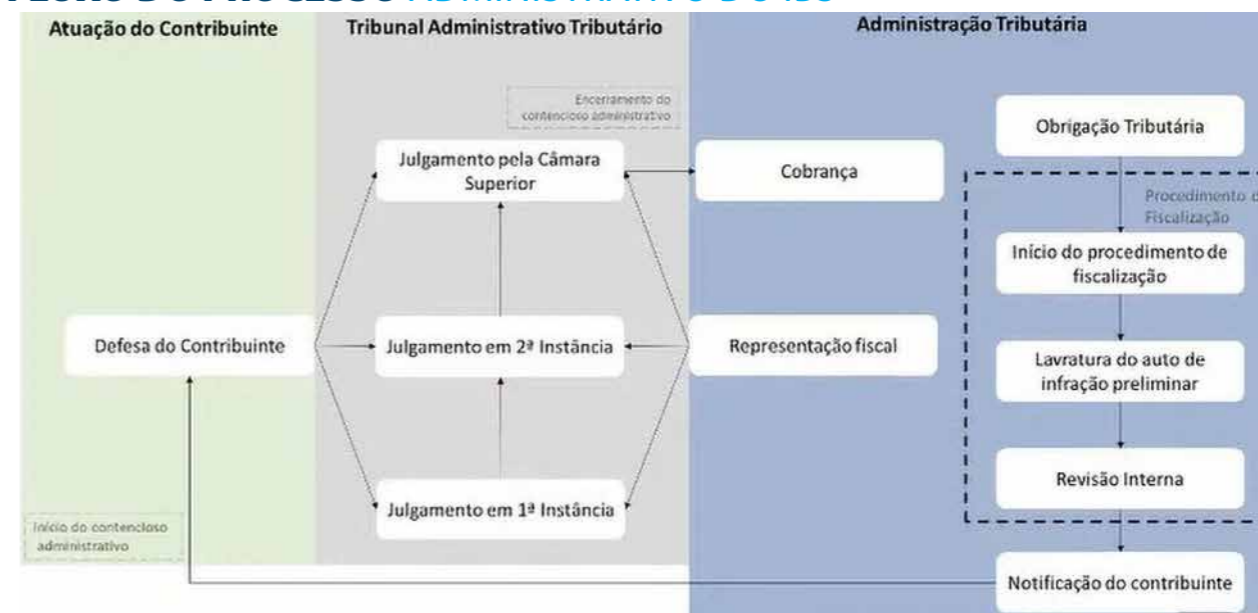 Atuação do Contribuinte
Tribunal Administrativo Tributário
Administração Tributária
Encerramento do
contencioso administrativo
Obrigação Tributária
Julgamento pela Câmara
Superior
Cobrança
Procedimento d
Fiscalização
Início do procedimento de
fiscalização
Defesa do Contribuinte
Julgamento em 2ª Instância
Representação fiscal
Lavratura do auto de
infração preliminar
Revisão Interna
Julgamento em 1ª Instância
Início do contencioso
administrativo
Notificação do contribuinte